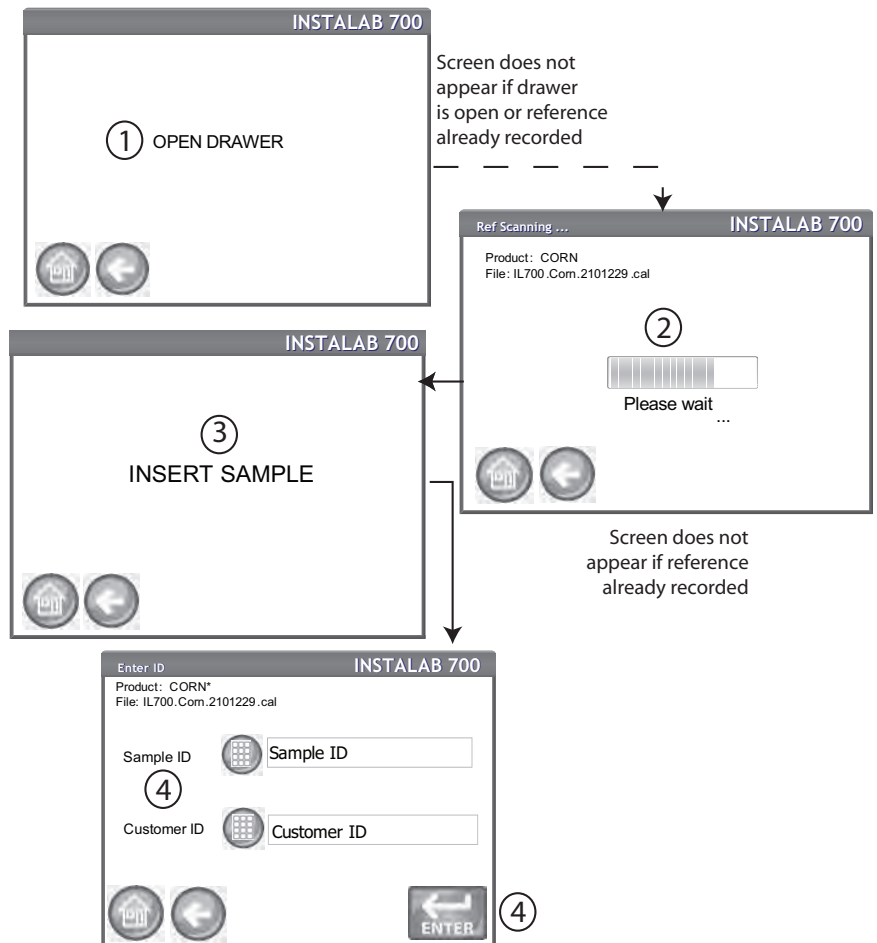 INSTALAB 700
1 OPEN DRAWER
Screen does not
appear if drawer
is open or reference
already recorded
Ref Scanning ... INSTALAB 700
Product: CORN
File: IL700.Corn.2101229 .cal
2
Please wait
...
Screen does not
appear if reference
already recorded
INSTALAB 700
3
INSERT SAMPLE
Enter ID INSTALAB 700
Product: CORN*
File: IL700.Corn.2101229 .cal
Sample ID Sample ID
4
Customer ID Customer ID
ENTER 4